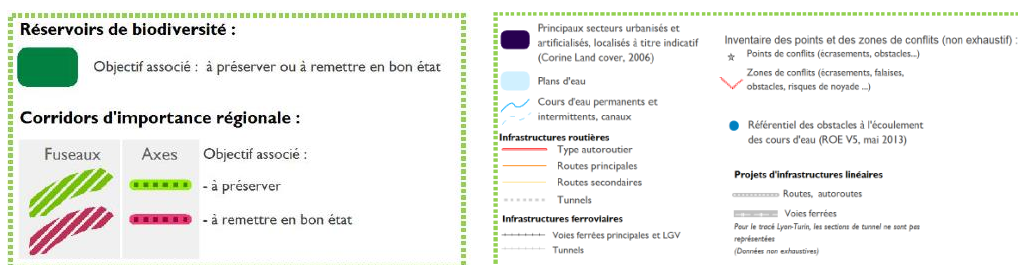 Réservoirs de biodiversité :
Objectif associé : à préserver ou à remettre en bon état
Corridors d'importance régionale :
Fuseaux
Axes
Objectif associé :
- à préserver
- à remettre en bon état
Principaux secteurs urbanisés et
artificialisés, localisés à titre indicatif
(Corine Land cover, 2006)
Plans d'eau
Cours d'eau permanents et
intermittents, canaux
Infrastructures routières
Type autoroutier
Routes principales
Routes secondaires
Tunnels
Infrastructures ferroviaires
Voies ferrées principales et LGV
Tunnels
Inventaire des points et des zones de conflits (non exhaustif) :
Points de conflits (écrasements, obstacles...)
Zones de conflits (écrasements, falaises,
obstacles, risques de noyade ...)
Référentiel des obstacles à l'écoulement
des cours d'eau (ROE V5, mai 2013)
Projets d'infrastructures linéaires
Routes, autoroutes
Voies ferrées
Pour le tracé Lyon-Turin, les sections de tunnel ne sont pas
représentées
(Données non exhaustives)